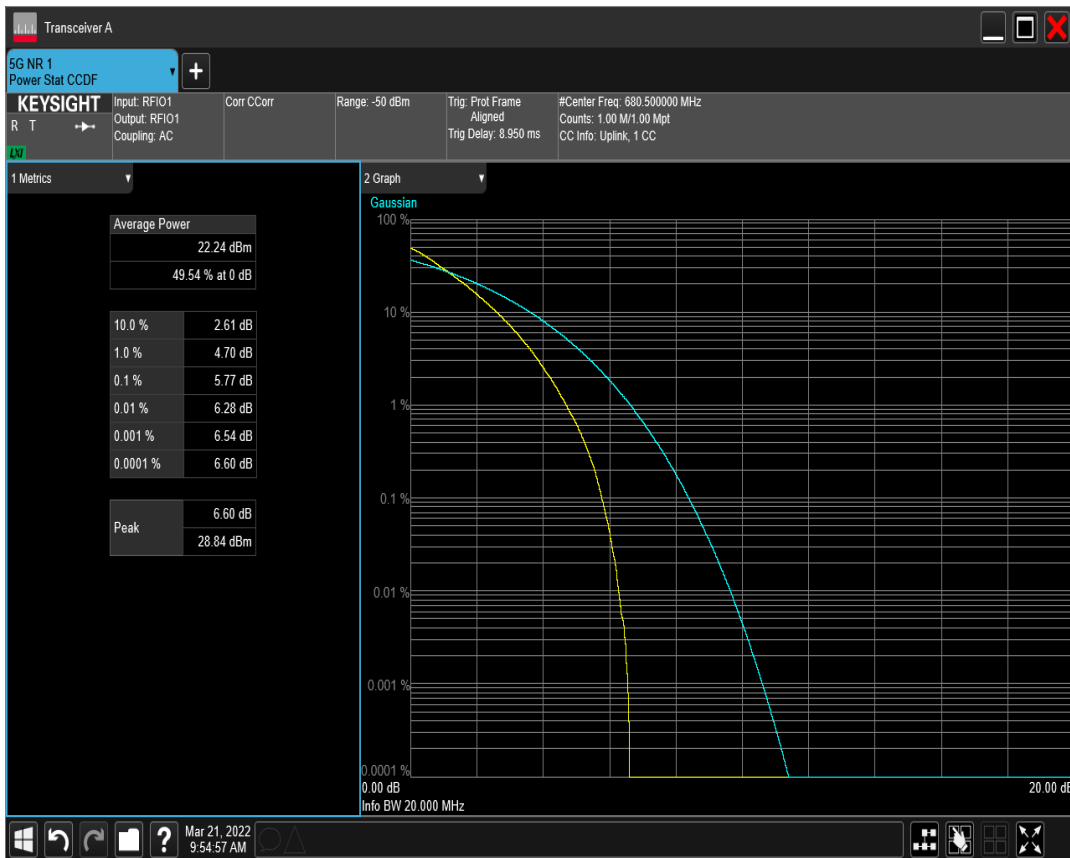 Transceiver A
5G NR 1
Power Stat CCDF
KEYSIGHT
R T
LXI
Input: RFIO1
Output: RFIO1
Coupling: AC
Corr CCorr
Range: -50 dBm
Trig: Prot Frame
Aligned
Trig Delay: 8.950 ms
#Center Freq: 680.500000 MHz
Counts: 1.00 M/1.00 Mpt
CC Info: Uplink, 1 CC
1 Metrics
Average Power
22.24 dBm
49.54 % at 0 dB
10.0 % 2.61 dB
1.0 % 4.70 dB
0.1 % 5.77 dB
0.01 % 6.28 dB
0.001 % 6.54 dB
0.0001 % 6.60 dB
Peak 6.60 dB
28.84 dBm
2 Graph
Gaussian
100 %
10 %
1 %
0.1 %
0.01 %
0.001 %
0.0001 %
0.00 dB 20.00 dB
Info BW 20.000 MHz
?
Mar 21, 2022
9:54:57 AM